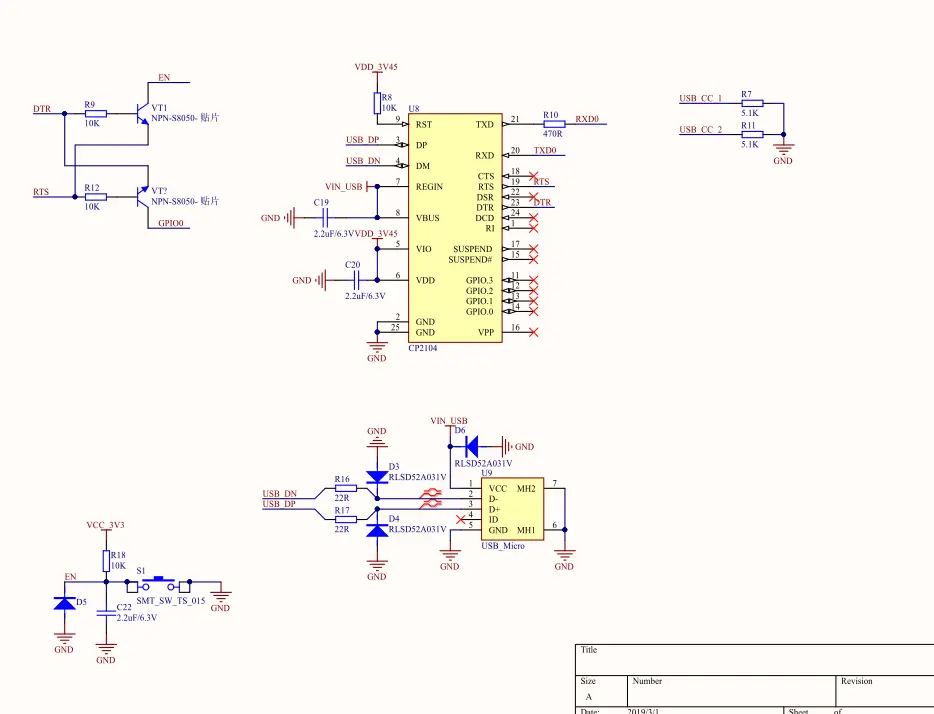 EN
DTR
R9
10K
VT1
NPN-S8050- 贴片
RTS
R12
10K
VT?
NPN-S8050- 贴片
GPIO0
VDD_3V45
R8
10K
U8
9 RST
USB_DP 3 DP
USB_DN 4 DM
VIN_USB 7 REGIN
C19
GND
8 VBUS
2.2uF/6.3V
VDD_3V45
5 VIO
C20
GND
6 VDD
2.2uF/6.3V
2 GND
25 GND
GND
CP2104
TXD 21
R10
RXD0
470R
RXD 20 TXD0
CTS 18
RTS 19 RTS
DSR 22
DTR 23 DTR
DCD 24
RI 1
SUSPEND 17
SUSPEND# 15
GPIO.3 11
GPIO.2 12
GPIO.1 13
GPIO.0 14
VPP 16
USB_CC_1
R7
5.1K
USB_CC_2
R11
5.1K
GND
VIN_USB
D6
GND
RLSD52A031V
GND
D3
RLSD52A031V
R16
22R
USB_DN
USB_DP
R17
22R
D4
RLSD52A031V
GND
U9
1 VCC MH2 7
2 D-
3 D+
4 ID
5 GND MH1 6
USB_Micro
GND
GND
VCC_3V3
R18
10K
EN
S1
SMT_SW_TS_015
GND
D5
C22
2.2uF/6.3V
GND
GND
Title
Size
Number
Revision
A
Date:
2019/3/1
Sheet of